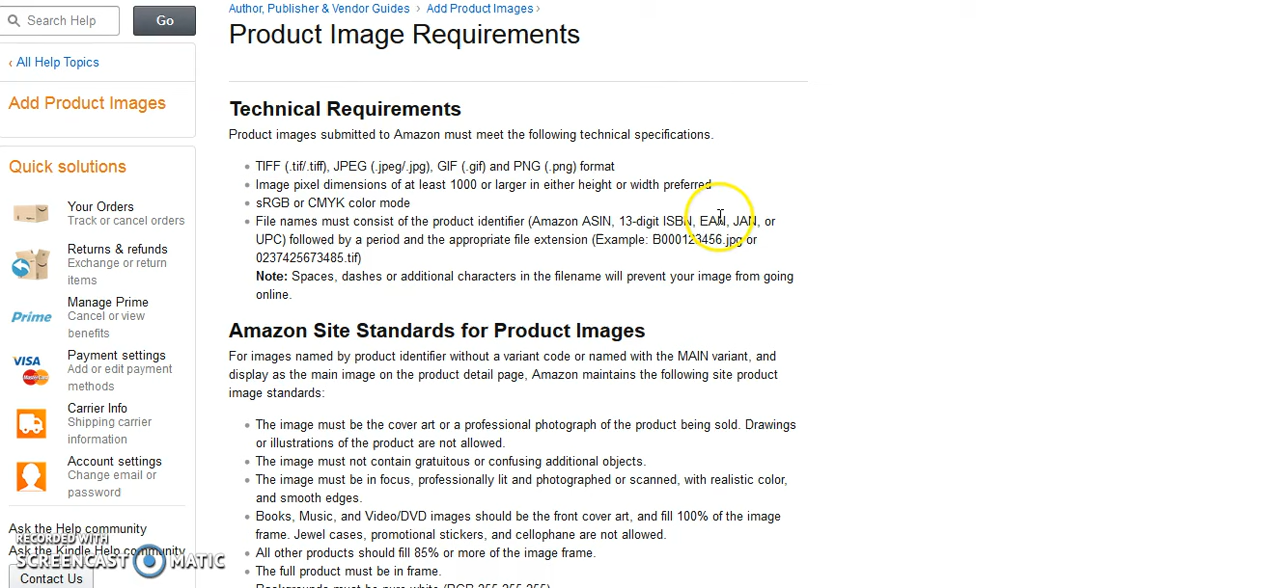 Search Help
Go
‹ All Help Topics
Add Product Images
Quick solutions
Your Orders
Track or cancel orders
Returns & refunds
Exchange or return
items
Manage Prime
Cancel or view
benefits
Prime
Payment settings
Add or edit payment
methods
VISA
MasterCard
Carrier Info
Shipping carrier
information
Account settings
Change email or
password
Ask the Help community
Ask the Kindle Help community
Contact Us
RECORDED WITH
SCREENCAST MATIC
Author, Publisher & Vendor Guides › Add Product Images ›
Product Image Requirements
Technical Requirements
Product images submitted to Amazon must meet the following technical specifications.
TIFF (.tif/.tiff), JPEG (.jpeg/.jpg), GIF (.gif) and PNG (.png) format
Image pixel dimensions of at least 1000 or larger in either height or width preferred
sRGB or CMYK color mode
File names must consist of the product identifier (Amazon ASIN, 13-digit ISBN, EAN, JAN, or
UPC) followed by a period and the appropriate file extension (Example: B000123456.jpg or
0237425673485.tif)
Note: Spaces, dashes or additional characters in the filename will prevent your image from going
online.
Amazon Site Standards for Product Images
For images named by product identifier without a variant code or named with the MAIN variant, and
display as the main image on the product detail page, Amazon maintains the following site product
image standards:
The image must be the cover art or a professional photograph of the product being sold. Drawings
or illustrations of the product are not allowed.
The image must not contain gratuitous or confusing additional objects.
The image must be in focus, professionally lit and photographed or scanned, with realistic color,
and smooth edges.
Books, Music, and Video/DVD images should be the front cover art, and fill 100% of the image
frame. Jewel cases, promotional stickers, and cellophane are not allowed.
All other products should fill 85% or more of the image frame.
The full product must be in frame.
Backgrounds must be pure white (RGB 255,255,255)